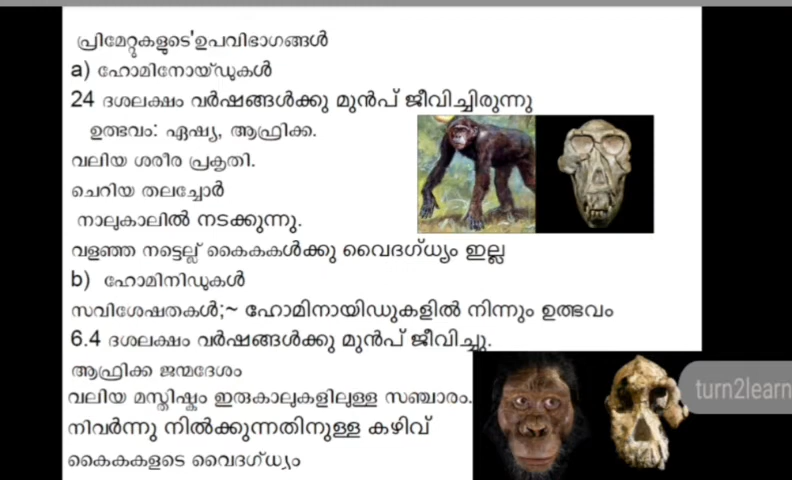 പ്രിമേറ്റുകളുടെ'ഉപവിഭാഗങ്ങൾ
a) ഹോമിനോയ്ഡുകൾ
24 ദശലക്ഷം വർഷങ്ങൾക്കു മുൻപ് ജീവിച്ചിരുന്നു
ഉത്ഭവം: ഏഷ്യ, ആഫ്രിക്ക.
വലിയ ശരീര പ്രകൃതി.
ചെറിയ തലച്ചോർ
നാലുകാലിൽ നടക്കുന്നു.
വളഞ്ഞ നട്ടെല്ല് കൈകകൾക്കു വൈദഗ്ധ്യം ഇല്ല
b) ഹോമിനിഡുകൾ
സവിശേഷതകൾ;~ ഹോമിനായിഡുകളിൽ നിന്നും ഉത്ഭവം
6.4 ദശലക്ഷം വർഷങ്ങൾക്കു മുൻപ് ജീവിച്ചു.
ആഫ്രിക്ക ജന്മദേശം
വലിയ മസ്തിഷ്കം ഇരുകാലുകളിലുള്ള സഞ്ചാരം.
turn2learn
നിവർന്നു നിൽക്കുന്നതിനുള്ള കഴിവ്
കൈകകളടെ വൈദഗ്ധ്യം